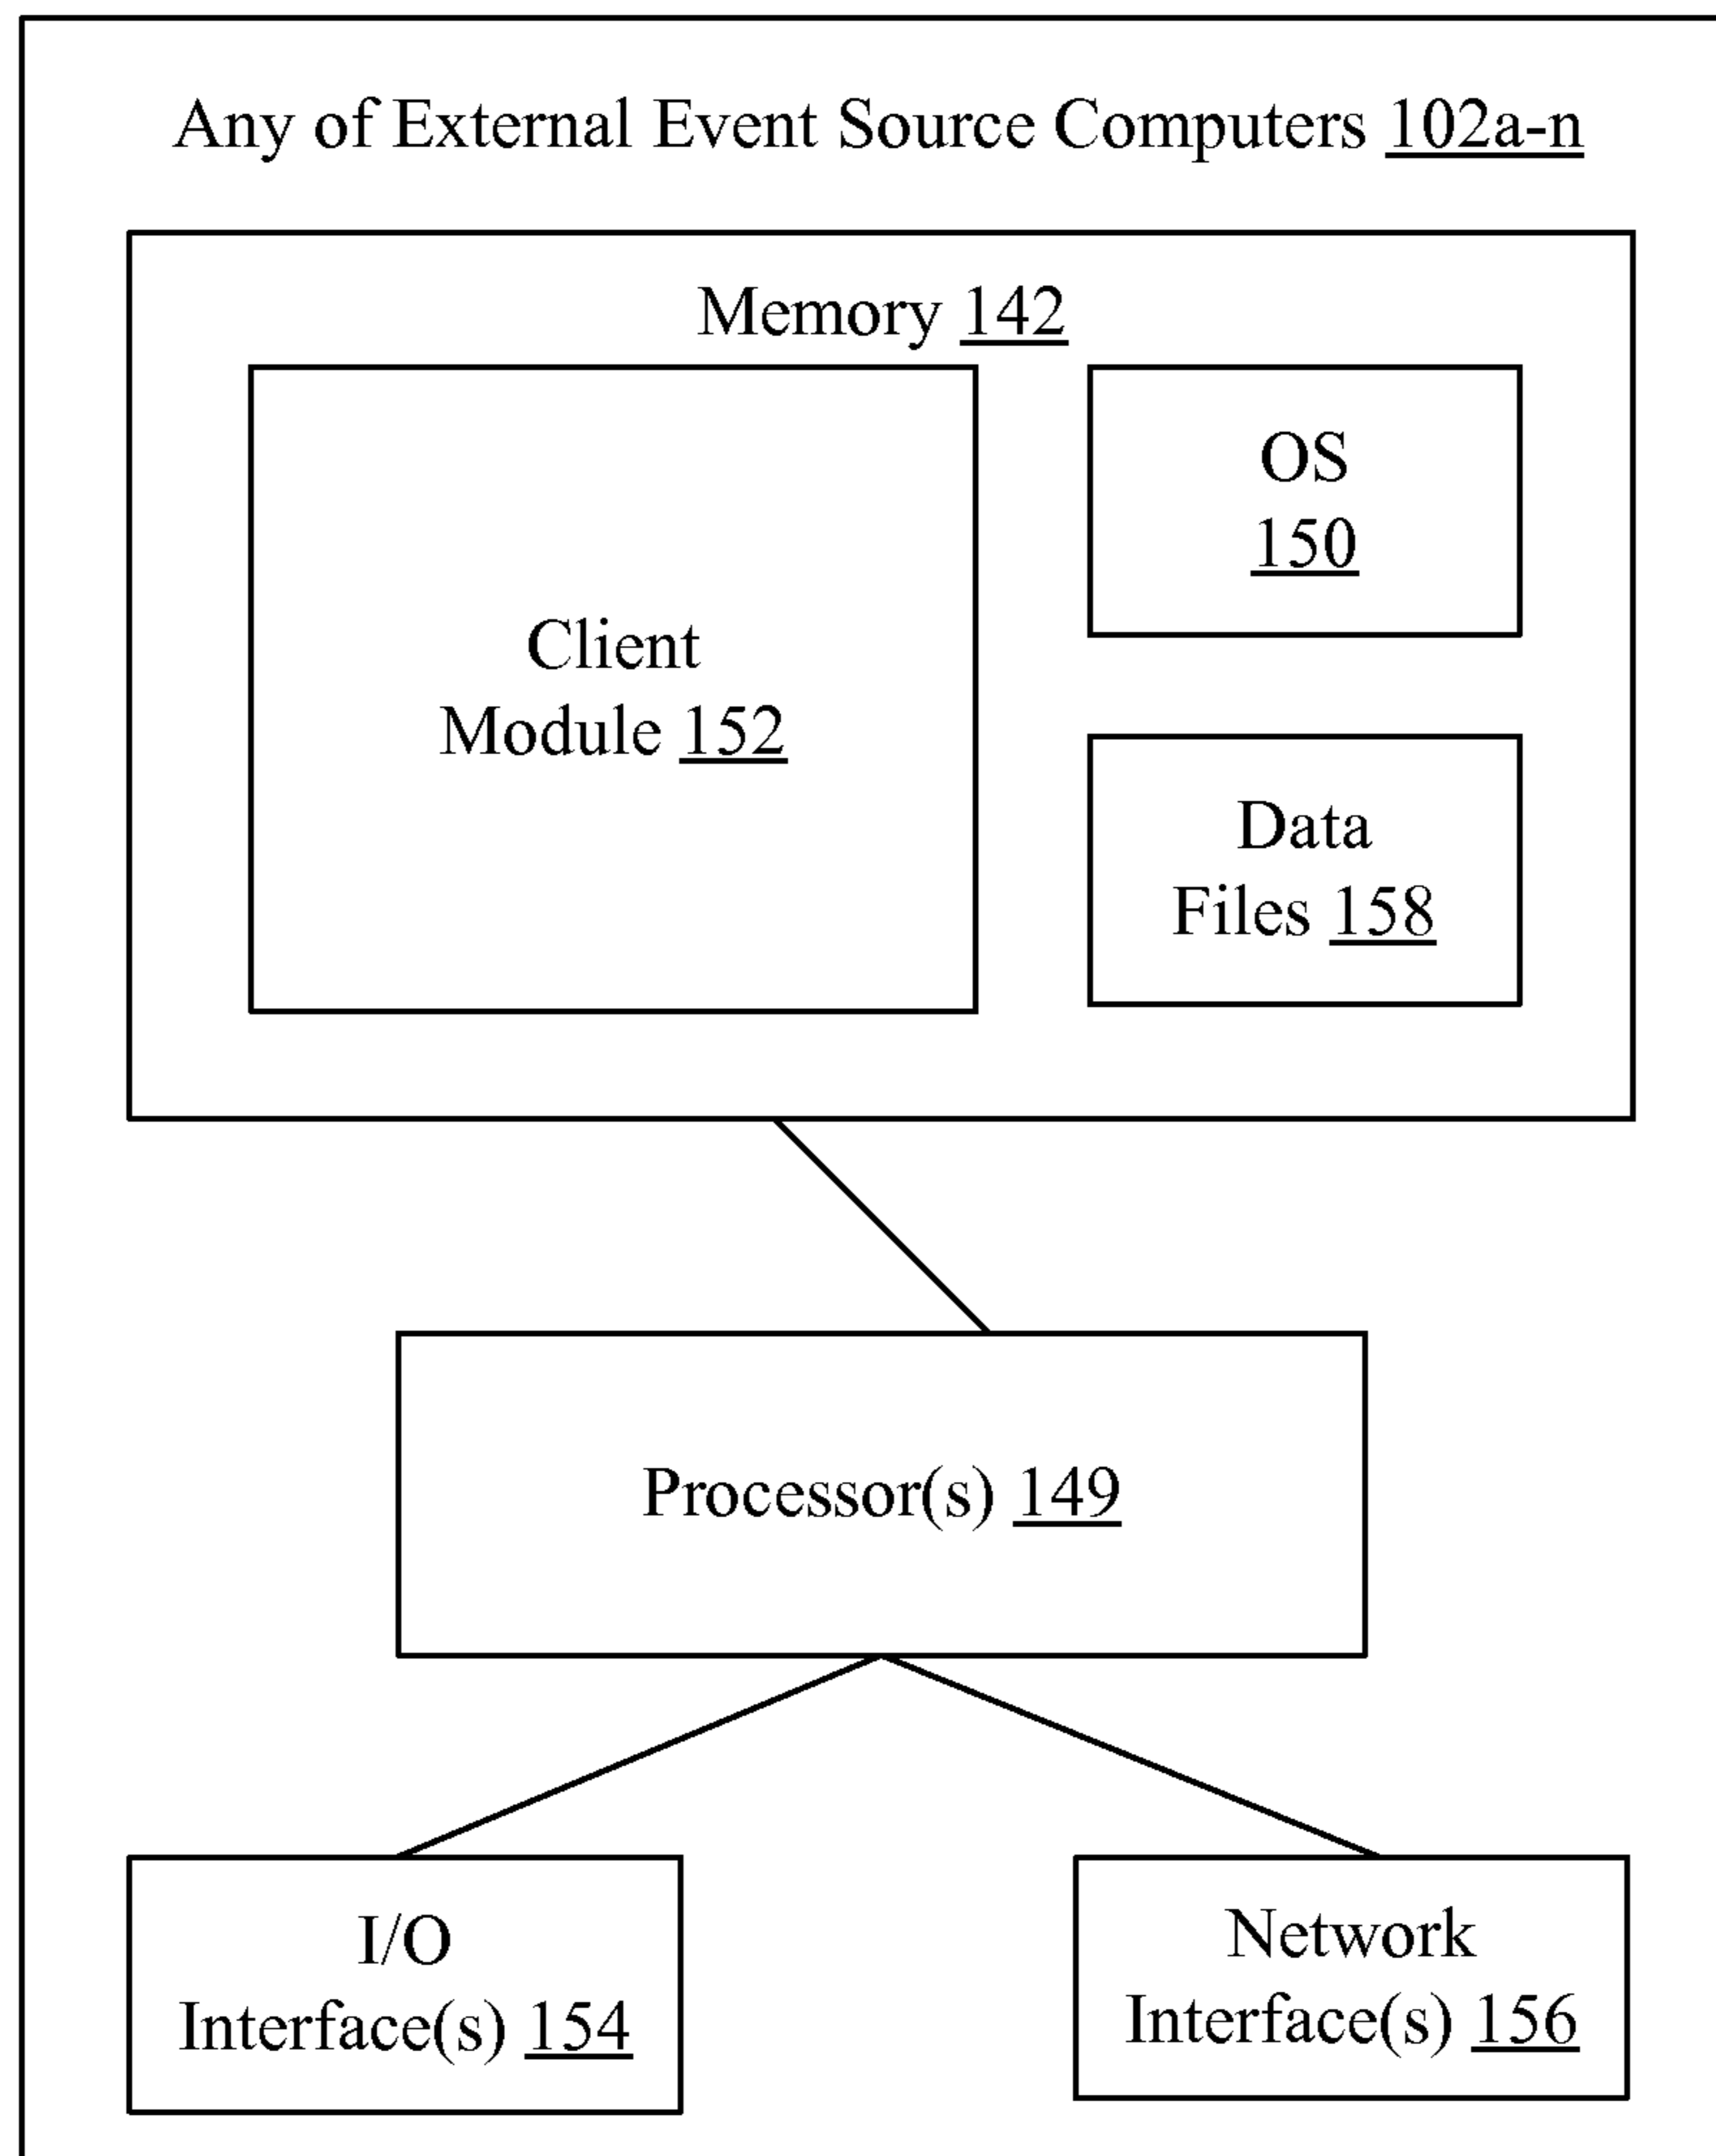 Any of External Event Source Computers 102a-n
Memory 142
Client
Module 152
OS
150
Data
Files 158
Processor(s) 149
I/O
Interface(s) 154
Network
Interface(s) 156